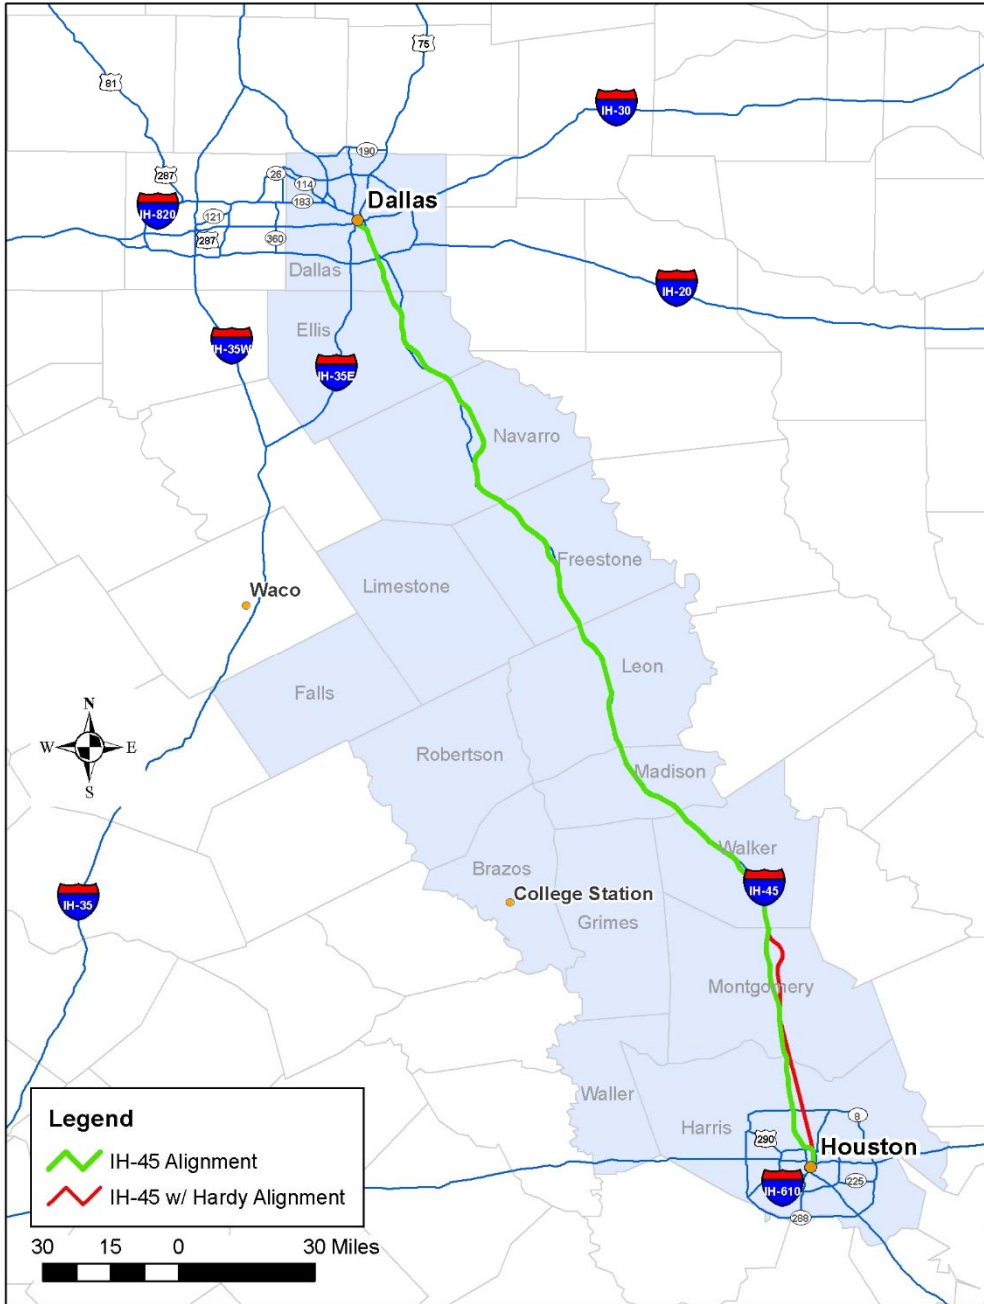 75
81
IH-30
190
287
26
114
183
IH-820
121
Dallas
287
360
Dallas
IH-20
Ellis
IH-35W
IH-35E
Navarro
Freestone
Limestone
Waco
Leon
Falls
N
W E
S
Robertson
Madison
Walker
Brazos
IH-45
IH-35
College Station
Grimes
Montgomery
Waller
8
Harris
290
Houston
Legend
IH-45 Alignment
IH-45 w/ Hardy Alignment
IH-610
225
288
30 15 0 30 Miles